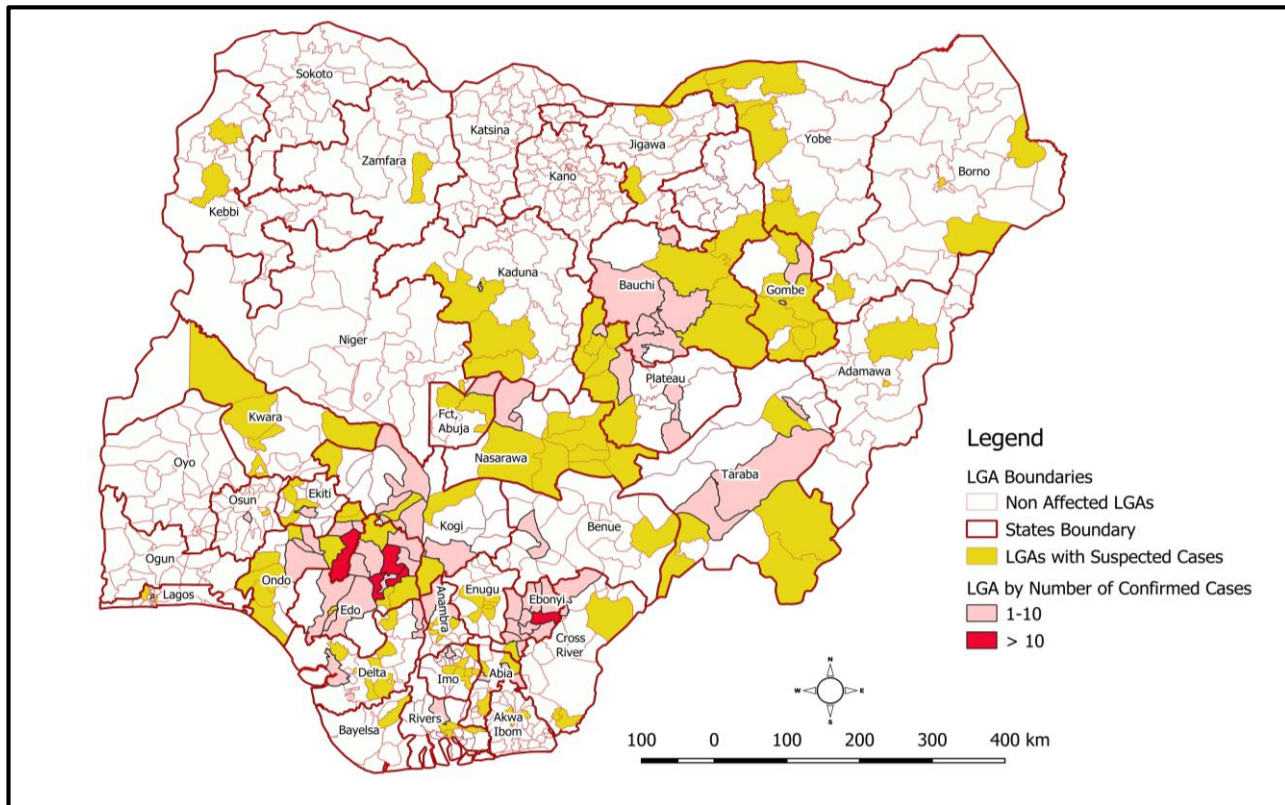 Sokoto
Katsina
Jigawa
Yobe
Zamfara
Kano
Borno
Kebbi
Kaduna
Bauchi
Gombe
Niger
Plateau
Adamawa
Fct,
Abuja
Kwara
Nasarawa
Oyo
Taraba
Osun
Ekiti
Kogi
Benue
Ogun
Ondo
Lagos
Edo
Anambra
Enugu
Ebonyi
Cross
River
Delta
Imo
Abia
Bayelsa
Rivers
Akwa
Ibom
Legend
LGA Boundaries
Non Affected LGAs
States Boundary
LGAs with Suspected Cases
LGA by Number of Confirmed Cases
1-10
> 10
N
W
E
S
100 0 100 200 300 400 km